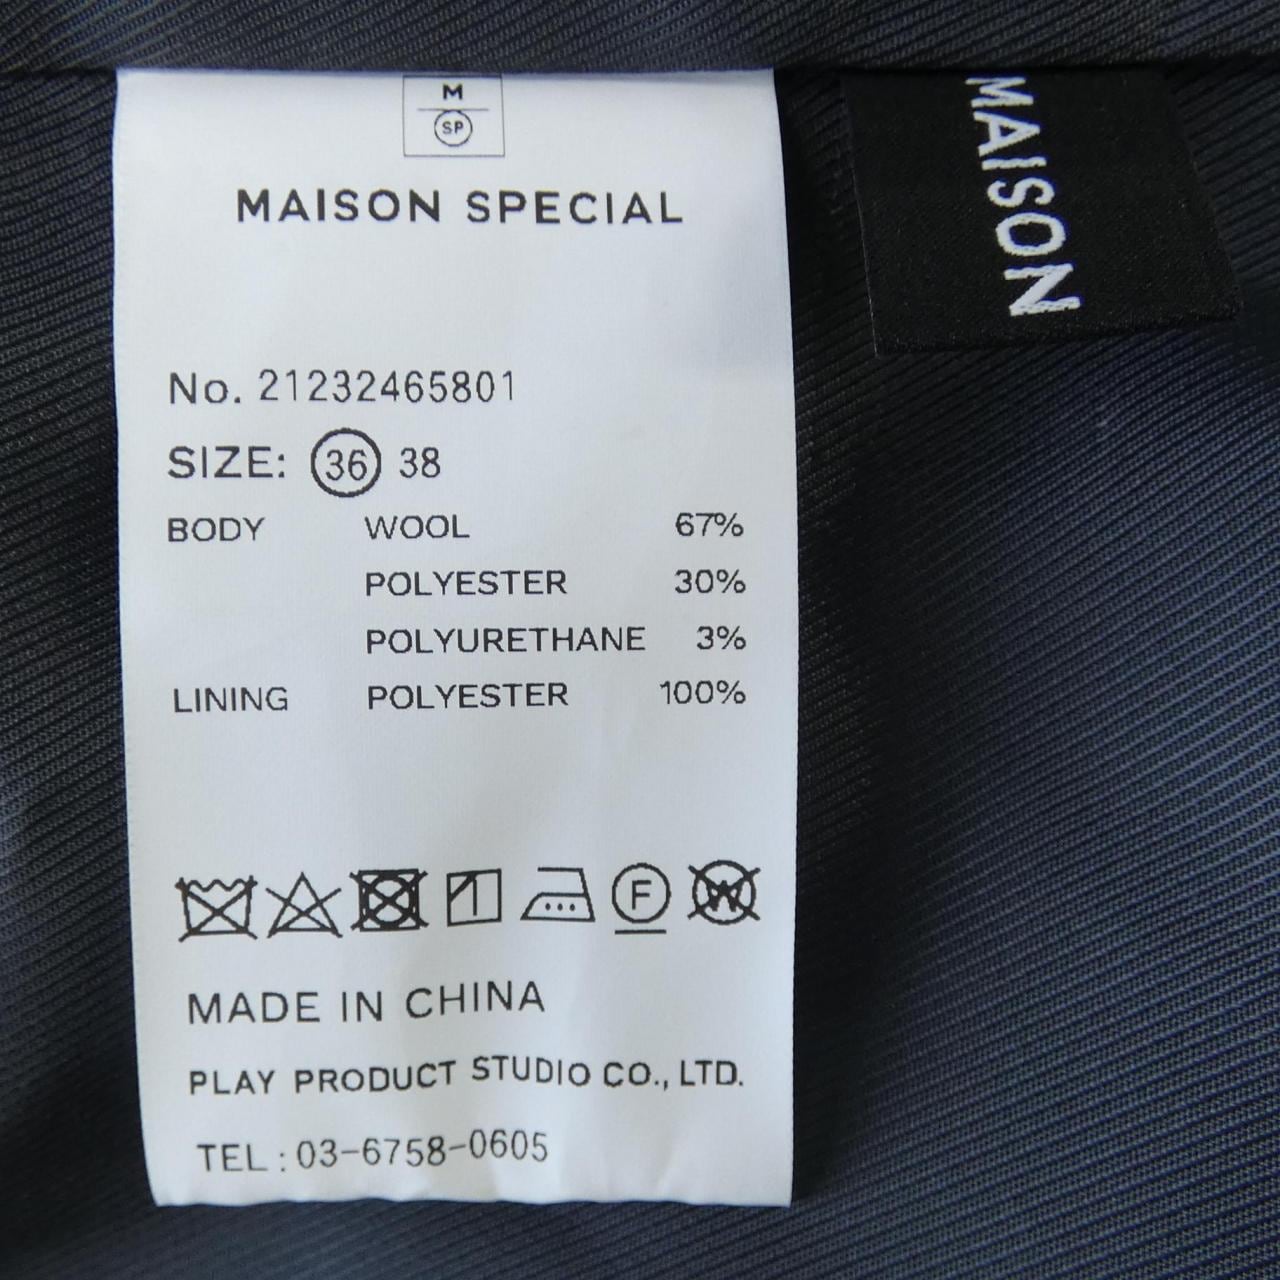 M
SP
MAISON SPECIAL
No. 21232465801
SIZE: 36 38
BODY WOOL 67%
POLYESTER 30%
POLYURETHANE 3%
LINING POLYESTER 100%
F
W
MADE IN CHINA
PLAY PRODUCT STUDIO CO., LTD.
TEL : 03-6758-0605
MAISON